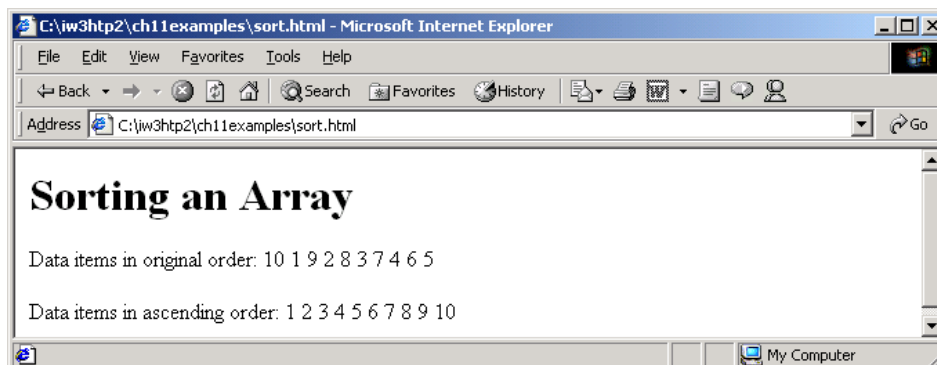 C:\iw3htp2\ch11examples\sort.html - Microsoft Internet Explorer
File Edit View Favorites Tools Help
Back Search Favorites History
Address C:\iw3htp2\ch11examples\sort.html Go
Sorting an Array
Data items in original order: 10 1 9 2 8 3 7 4 6 5
Data items in ascending order: 1 2 3 4 5 6 7 8 9 10
My Computer